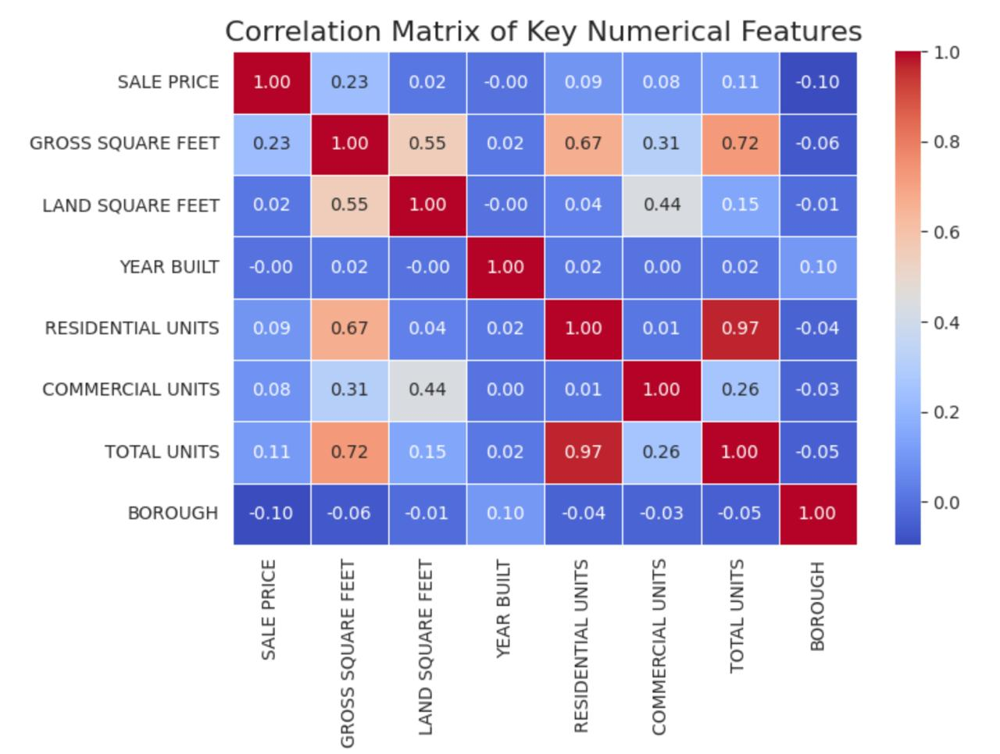 Correlation Matrix of Key Numerical Features
SALE PRICE 1.00 0.23 0.02 -0.00 0.09 0.08 0.11 -0.10
GROSS SQUARE FEET 0.23 1.00 0.55 0.02 0.67 0.31 0.72 -0.06
LAND SQUARE FEET 0.02 0.55 1.00 -0.00 0.04 0.44 0.15 -0.01
YEAR BUILT -0.00 0.02 -0.00 1.00 0.02 0.00 0.02 0.10
RESIDENTIAL UNITS 0.09 0.67 0.04 0.02 1.00 0.01 0.97 -0.04
COMMERCIAL UNITS 0.08 0.31 0.44 0.00 0.01 1.00 0.26 -0.03
TOTAL UNITS 0.11 0.72 0.15 0.02 0.97 0.26 1.00 -0.05
BOROUGH -0.10 -0.06 -0.01 0.10 -0.04 -0.03 -0.05 1.00
SALE PRICE
GROSS SQUARE FEET
LAND SQUARE FEET
YEAR BUILT
RESIDENTIAL UNITS
COMMERCIAL UNITS
TOTAL UNITS
BOROUGH
1.0
0.8
0.6
0.4
0.2
0.0